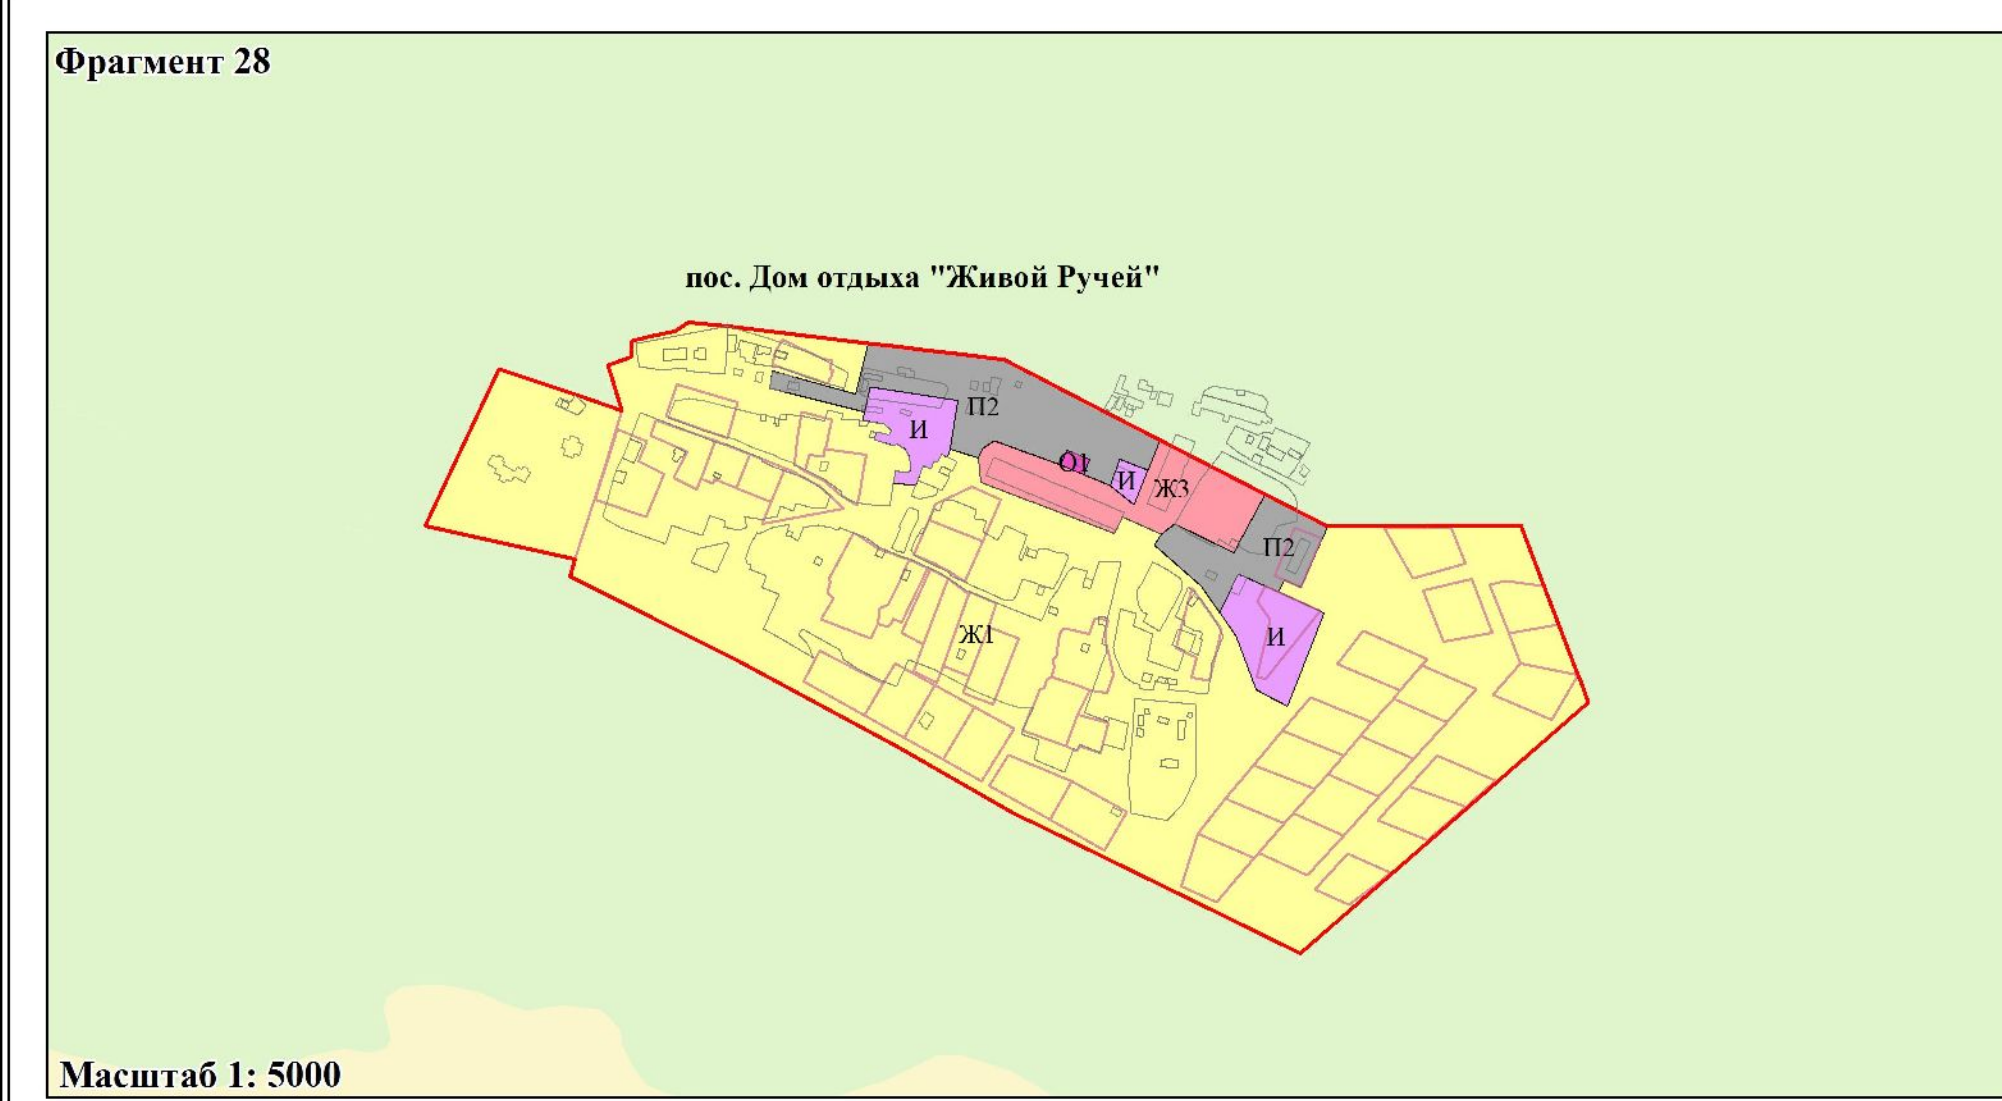 Фрагмент 28
пос. Дом отдыха "Живой Ручей"
П2
И
О1
И
Ж3
П2
Ж1
И
Масштаб 1: 5000